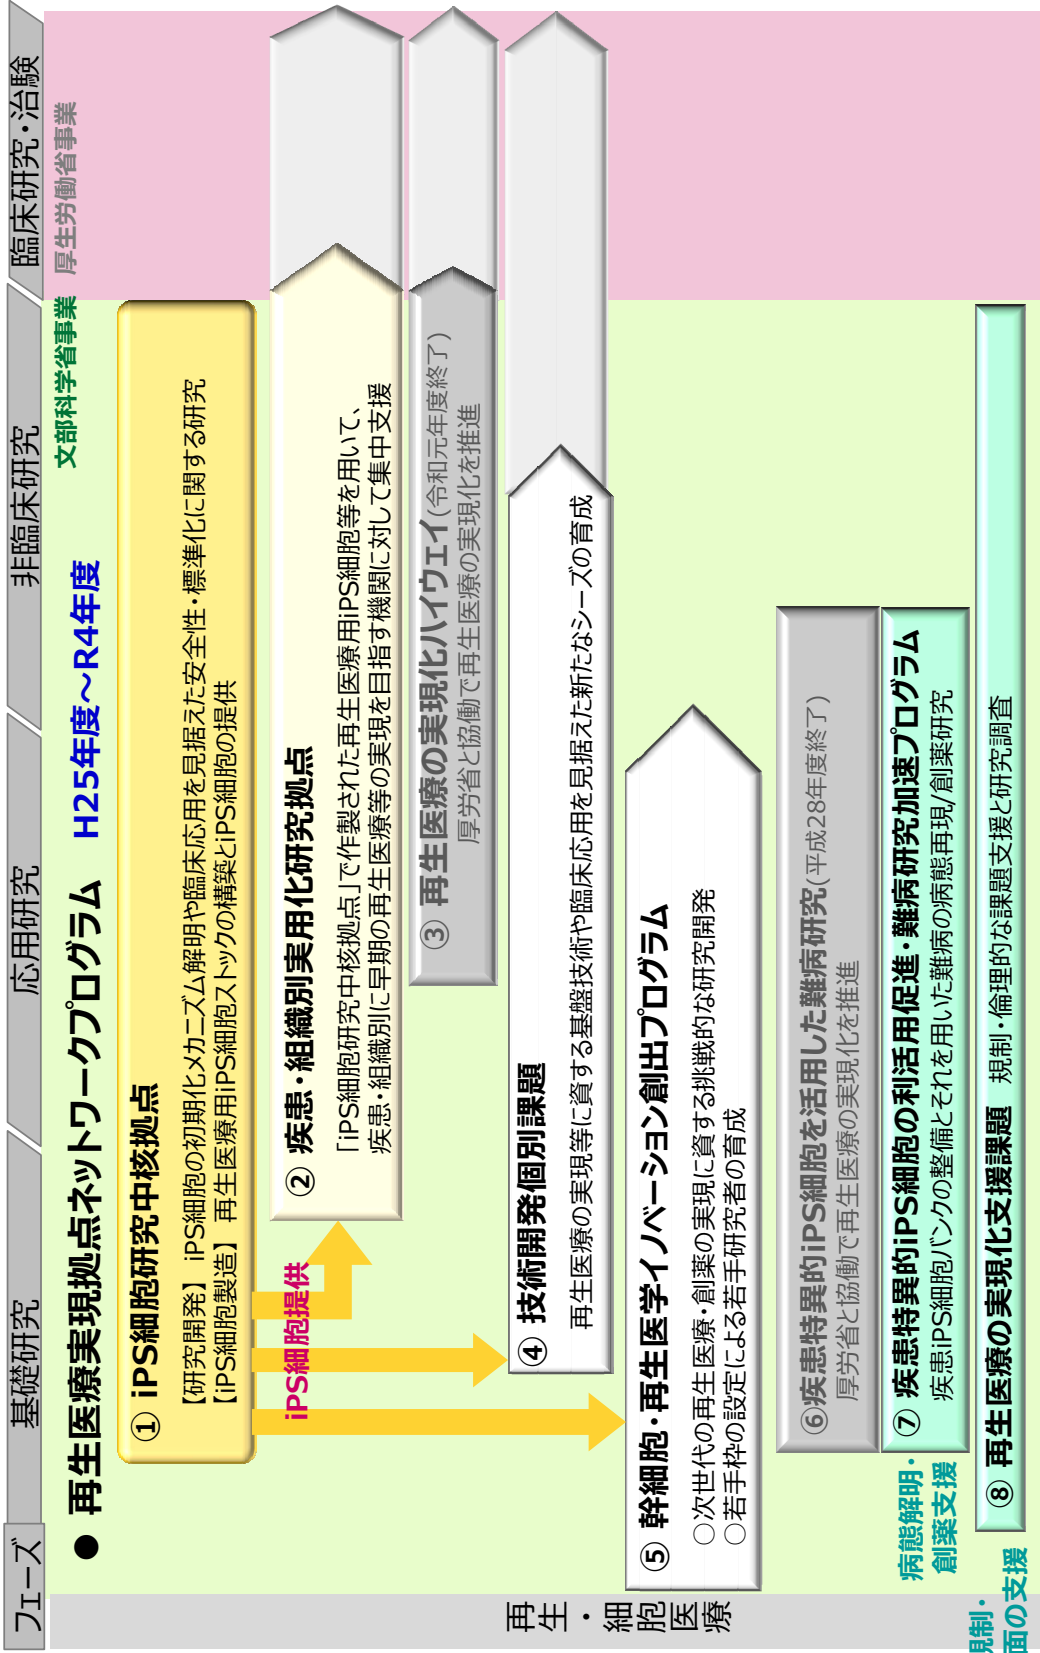 フェーズ
基礎研究
応用研究
非臨床研究
臨床研究・治験
● 再生医療実現拠点ネットワークプログラム H25年度～R4年度
文部科学省事業 厚生労働省事業
① iPS細胞研究中核拠点
【研究開発】 iPS細胞の初期化メカニズム解明や臨床応用を見据えた安全性・標準化に関する研究
【iPS細胞製造】 再生医療用iPS細胞ストックの構築とiPS細胞の提供
iPS細胞提供
② 疾患・組織別実用化研究拠点
「iPS細胞研究中核拠点」で作製された再生医療用iPS細胞等を用いて、
疾患・組織別に早期の再生医療等の実現を目指す機関に対して集中支援
③ 再生医療の実現化ハイウェイ(令和元年度終了)
厚労省と協働で再生医療の実現化を推進
④ 技術開発個別課題
再生医療の実現等に資する基盤技術や臨床応用を見据えた新たなシーズの育成
再生・細胞医療
⑤ 幹細胞・再生医学イノベーション創出プログラム
○次世代の再生医療・創薬の実現に資する挑戦的な研究開発
○若手枠の設定による若手研究者の育成
⑥疾患特異的iPS細胞を活用した難病研究(平成28年度終了)
厚労省と協働で再生医療の実現化を推進
病態解明・
創薬支援
⑦ 疾患特異的iPS細胞の利活用促進・難病研究加速プログラム
疾患iPS細胞バンクの整備とそれを用いた難病の病態再現/創薬研究
規制・
面の支援
⑧ 再生医療の実現化支援課題 規制・倫理的な課題支援と研究調査